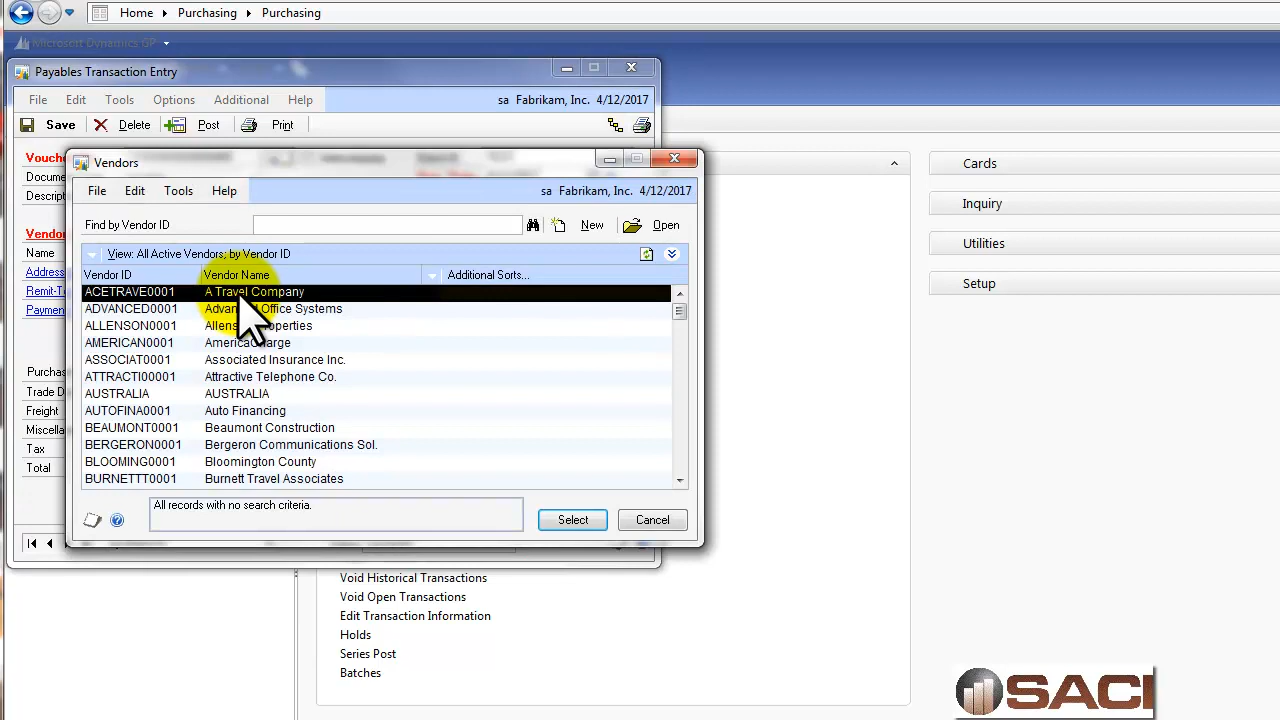 Home Purchasing Purchasing
Microsoft Dynamics GP
Payables Transaction Entry
File Edit Tools Options Additional Help sa Fabrikam, Inc. 4/12/2017
Save Delete Post Print
Vendors
File Edit Tools Help sa Fabrikam, Inc. 4/12/2017
Find by Vendor ID New Open
View: All Active Vendors; by Vendor ID
Vendor ID Vendor Name Additional Sorts...
ACETRAVE0001 A Travel Company
ADVANCED0001 Office Systems
ALLENSON0001
AMERICAN0001
ASSOCIAT0001 Associated Insurance Inc.
ATTRACTI0001 Attractive Telephone Co.
AUSTRALIA AUSTRALIA
AUTOFINA0001 Auto Financing
BEAUMONT0001 Beaumont Construction
BERGERON0001 Bergeron Communications Sol.
BLOOMING0001 Bloomington County
BURNETTT0001 Burnett Travel Associates
All records with no search criteria.
Select Cancel
Vouch
Docume
Descript
Vendor
Name
Address
Remit-T
Paymen
Purchas
Trade D
Freight
Miscella
Tax
Total
Cards
Inquiry
Utilities
Setup
Void Historical Transactions
Void Open Transactions
Edit Transaction Information
Holds
Series Post
Batches
SACI